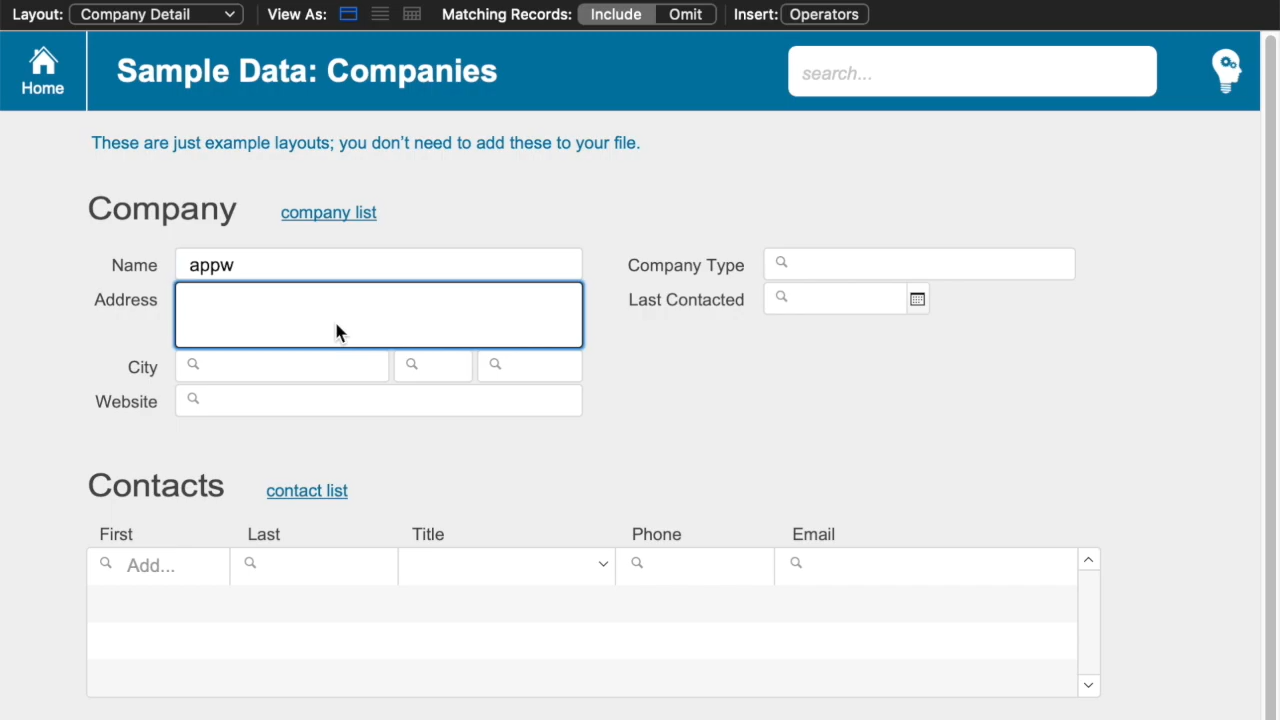 Layout: Company Detail View As: Matching Records: Include Omit Insert: Operators
Home
Sample Data: Companies
search...
These are just example layouts; you don't need to add these to your file.
Company company list
Name appw
Company Type
Address
Last Contacted
City
Website
Contacts contact list
First Last Title Phone Email
Add...